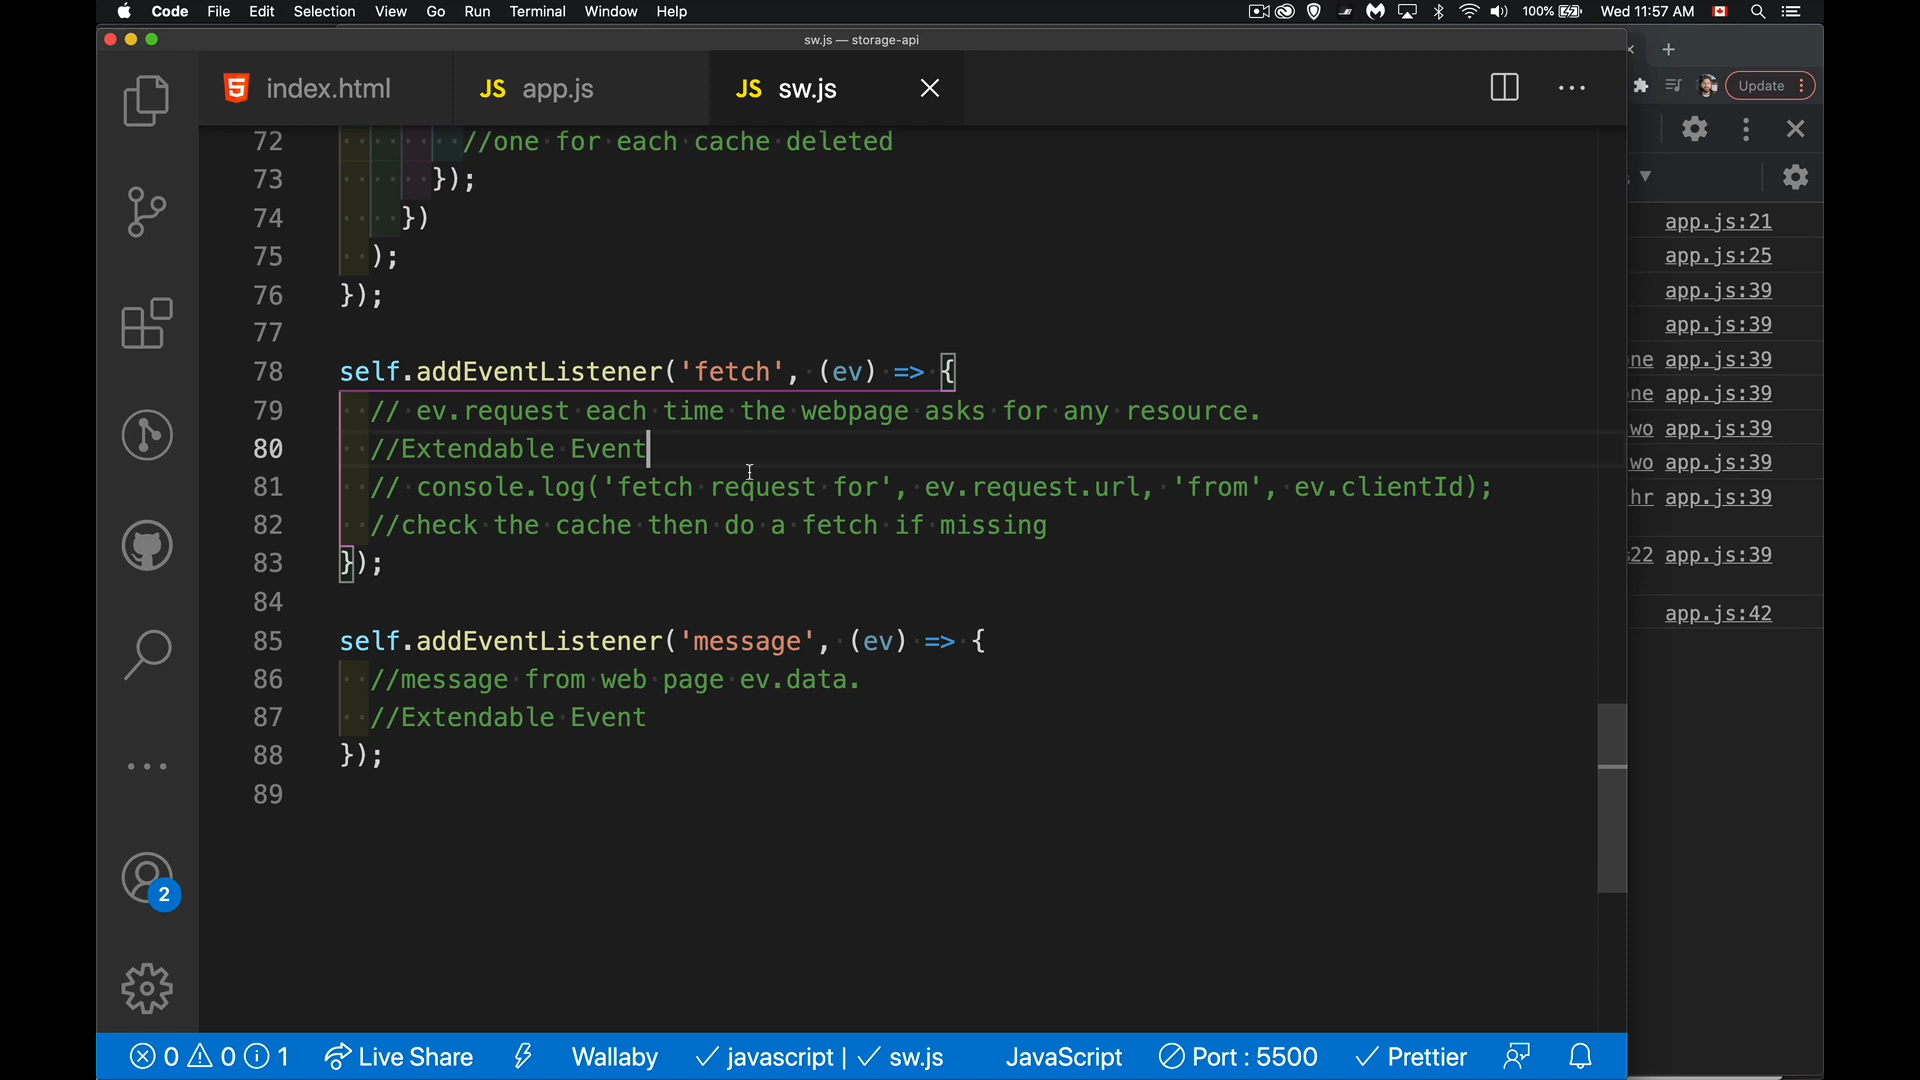 Code File Edit Selection View Go Run Terminal Window Help 100% Wed 11:57 AM
sw.js — storage-api
index.html JS app.js JS sw.js
Update
72 //one for each cache deleted
73 });
74 })
75 );
76 });
77
78 self.addEventListener('fetch', (ev) => {
79 // ev.request each time the webpage asks for any resource.
80 //Extendable Event
81 // console.log('fetch request for', ev.request.url, 'from', ev.clientId);
82 //check the cache then do a fetch if missing
83 });
84
85 self.addEventListener('message', (ev) => {
86 //message from web page ev.data.
87 //Extendable Event
88 });
89
app.js:21
app.js:25
app.js:39
app.js:39
one app.js:39
one app.js:39
wo app.js:39
wo app.js:39
hr app.js:39
22 app.js:39
app.js:42
2
0 0 1 Live Share Wallaby javascript | sw.js JavaScript Port : 5500 Prettier